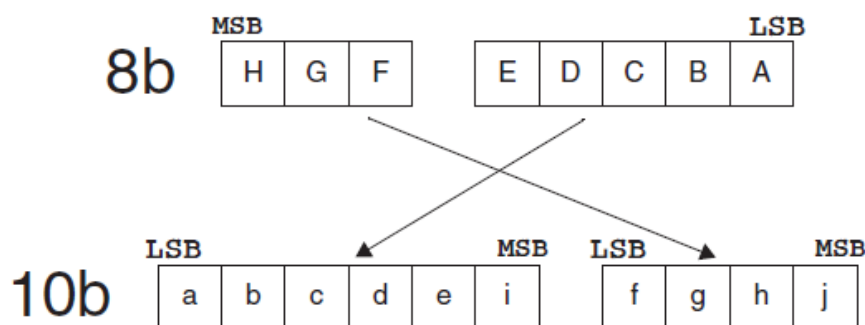 MSB LSB
8b H G F E D C B A
LSB MSB LSB MSB
10b a b c d e i f g h j